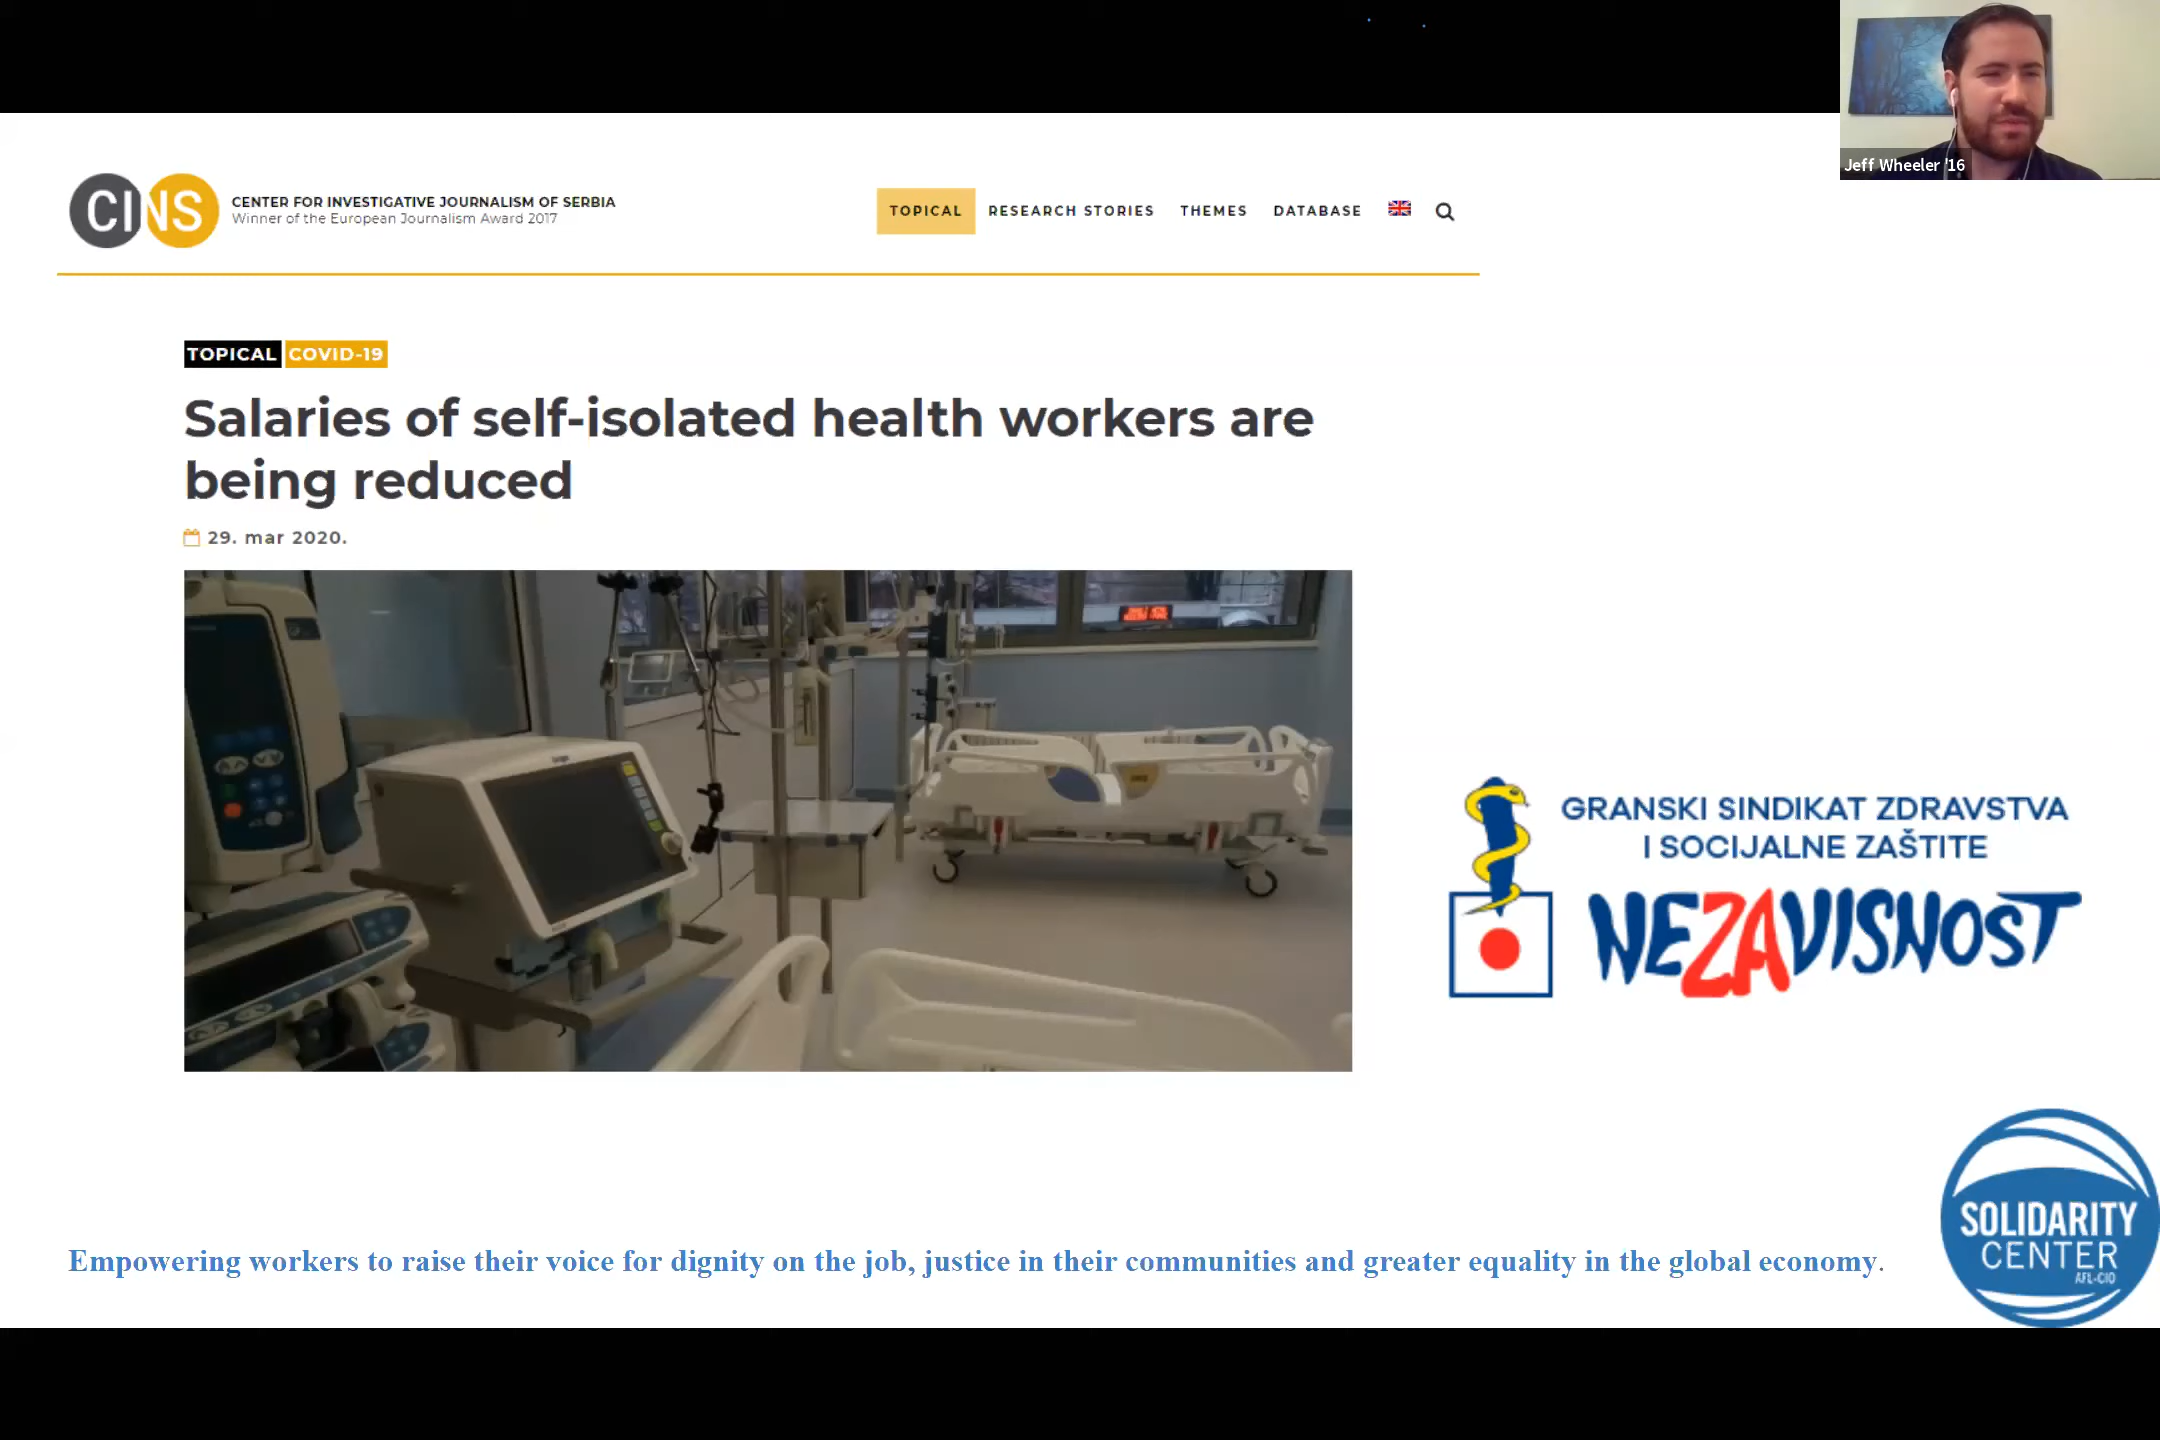 Jeff Wheeler '16
CINS
CENTER FOR INVESTIGATIVE JOURNALISM OF SERBIA
Winner of the European Journalism Award 2017
TOPICAL RESEARCH STORIES THEMES DATABASE
TOPICAL COVID-19
Salaries of self-isolated health workers are
being reduced
29. mar 2020.
GRANSKI SINDIKAT ZDRAVSTVA
I SOCIJALNE ZAŠTITE
NEZAVISNOST
SOLIDARITY
CENTER
AFL-CIO
Empowering workers to raise their voice for dignity on the job, justice in their communities and greater equality in the global economy.